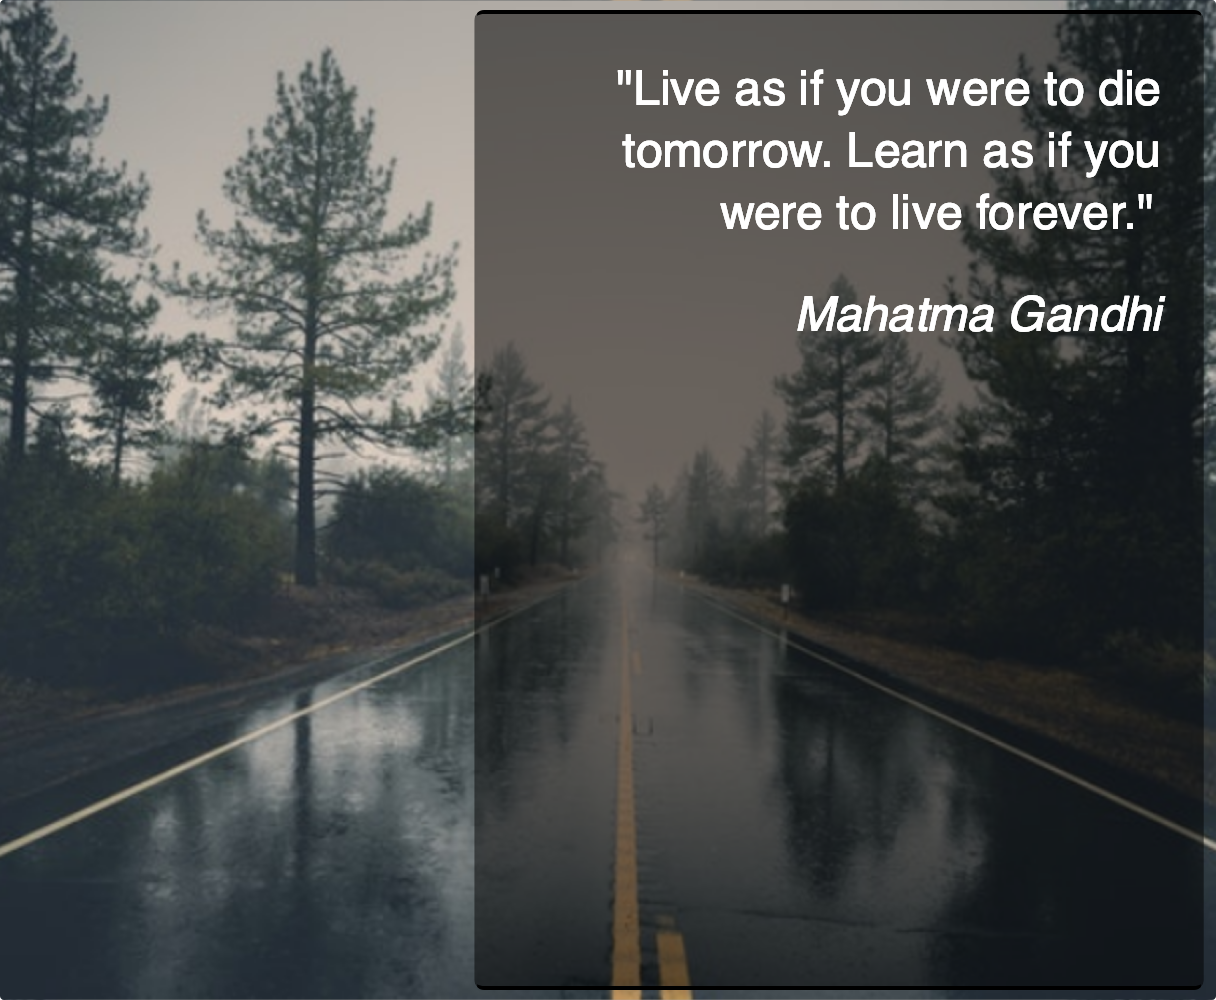 "Live as if you were to die
tomorrow. Learn as if you
were to live forever."
Mahatma Gandhi